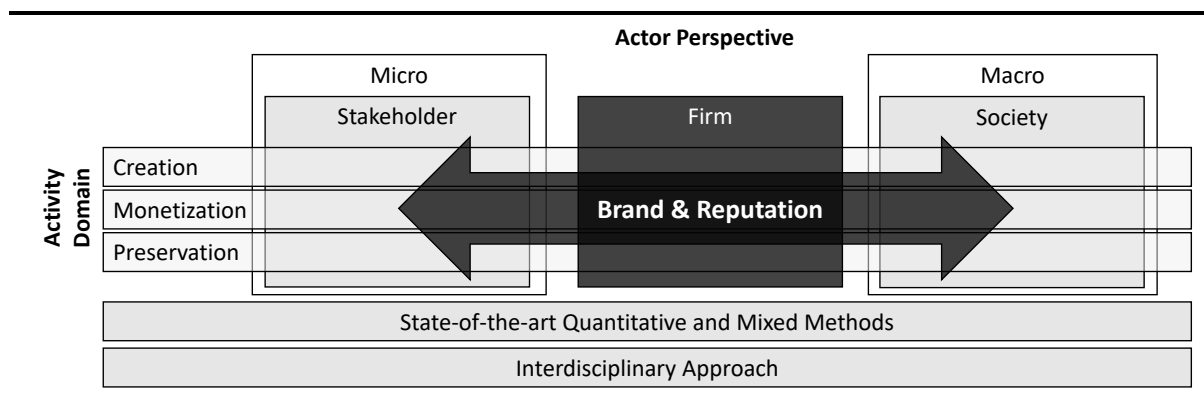 Actor Perspective
Micro
Macro
Stakeholder
Firm
Society
Activity
Domain
Creation
Monetization
Preservation
Brand & Reputation
State-of-the-art Quantitative and Mixed Methods
Interdisciplinary Approach